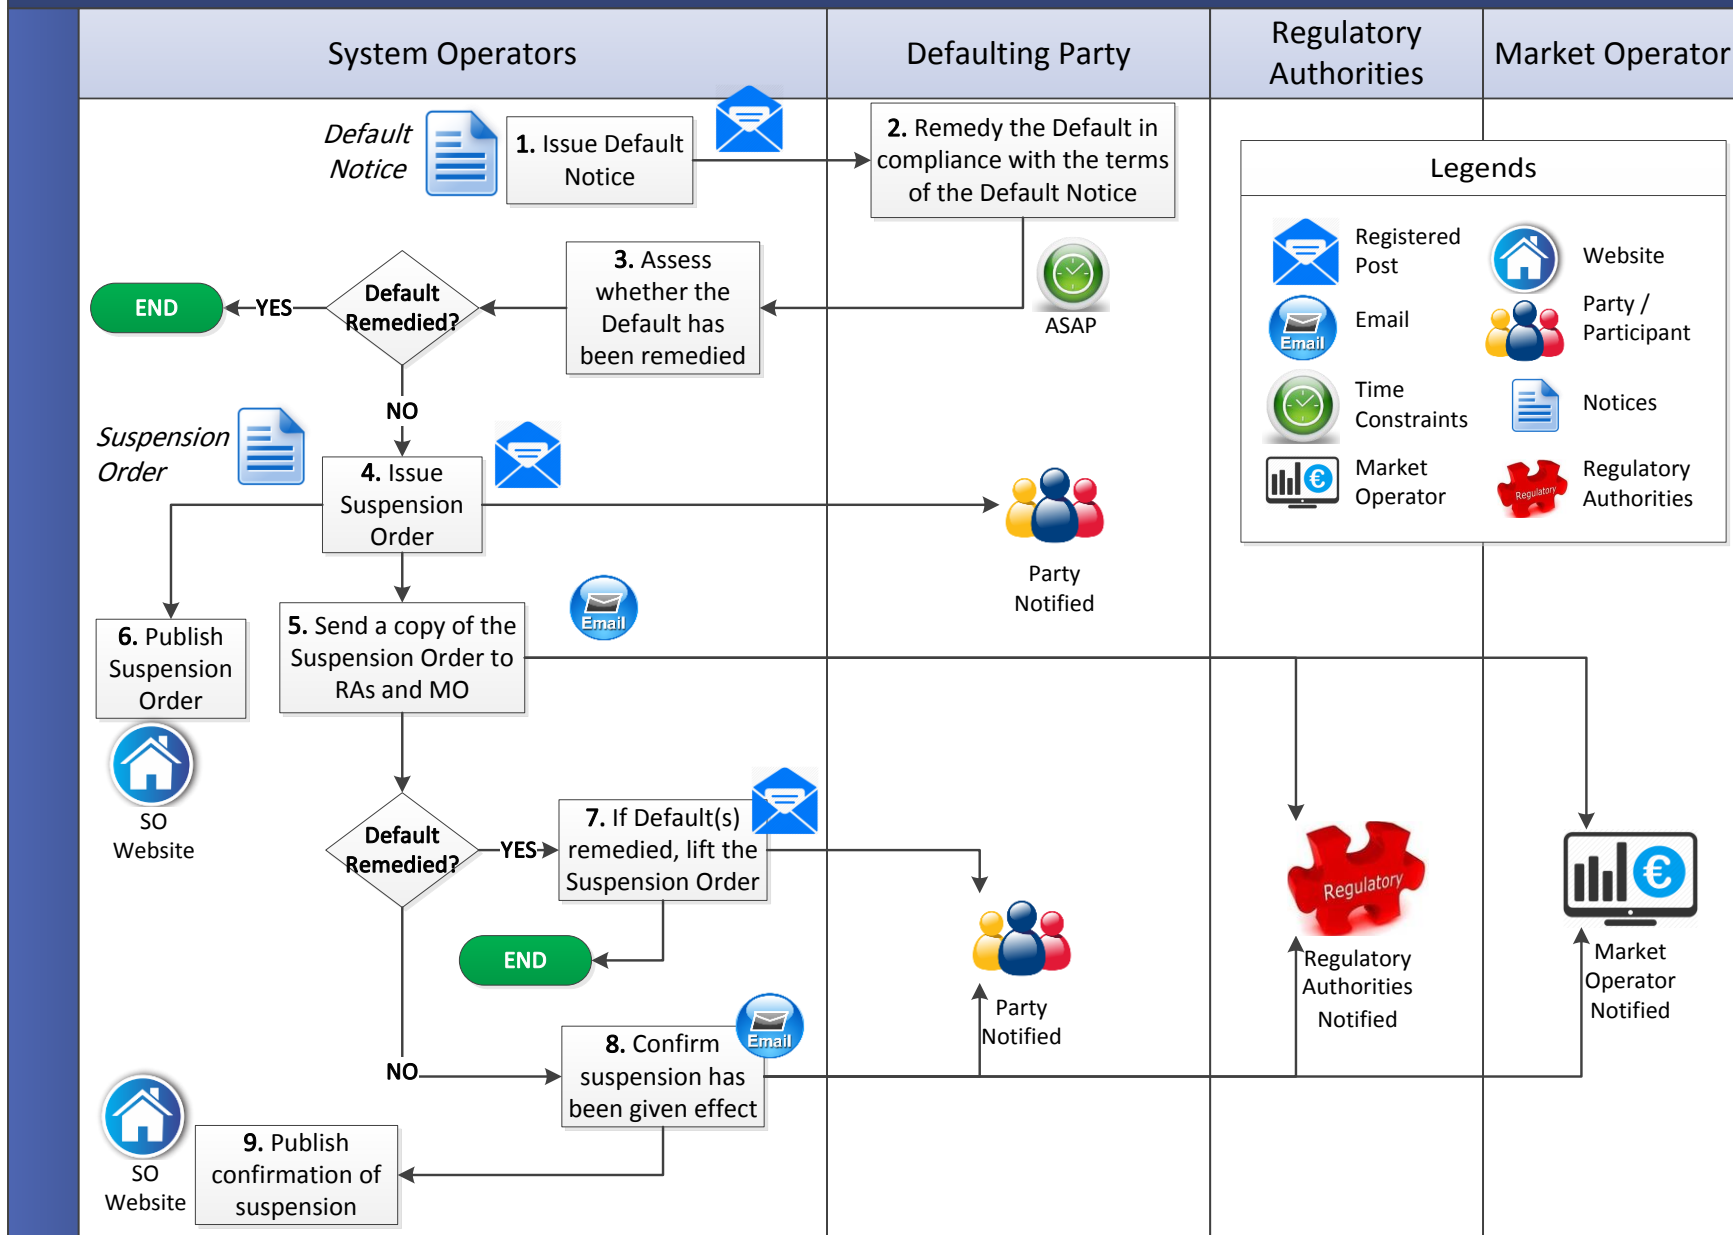 System Operators
Defaulting Party
Regulatory
Authorities
Market Operator
Default
Notice
1. Issue Default
Notice
2. Remedy the Default in
compliance with the terms
of the Default Notice
Legends
Registered
Post
Website
Email
Email
Party /
Participant
Time
Constraints
Notices
Market
Operator
Regulatory
Regulatory
Authorities
3. Assess
whether the
Default has
been remedied
ASAP
Default
Remedied?
YES
END
NO
Suspension
Order
4. Issue
Suspension
Order
Party
Notified
6. Publish
Suspension
Order
SO
Website
5. Send a copy of the
Suspension Order to
RAs and MO
Email
Default
Remedied?
YES
7. If Default(s)
remedied, lift the
Suspension Order
END
Party
Notified
Regulatory
Regulatory
Authorities
Notified
€
Market
Operator
Notified
NO
8. Confirm
suspension has
been given effect
Email
SO
Website
9. Publish
confirmation of
suspension